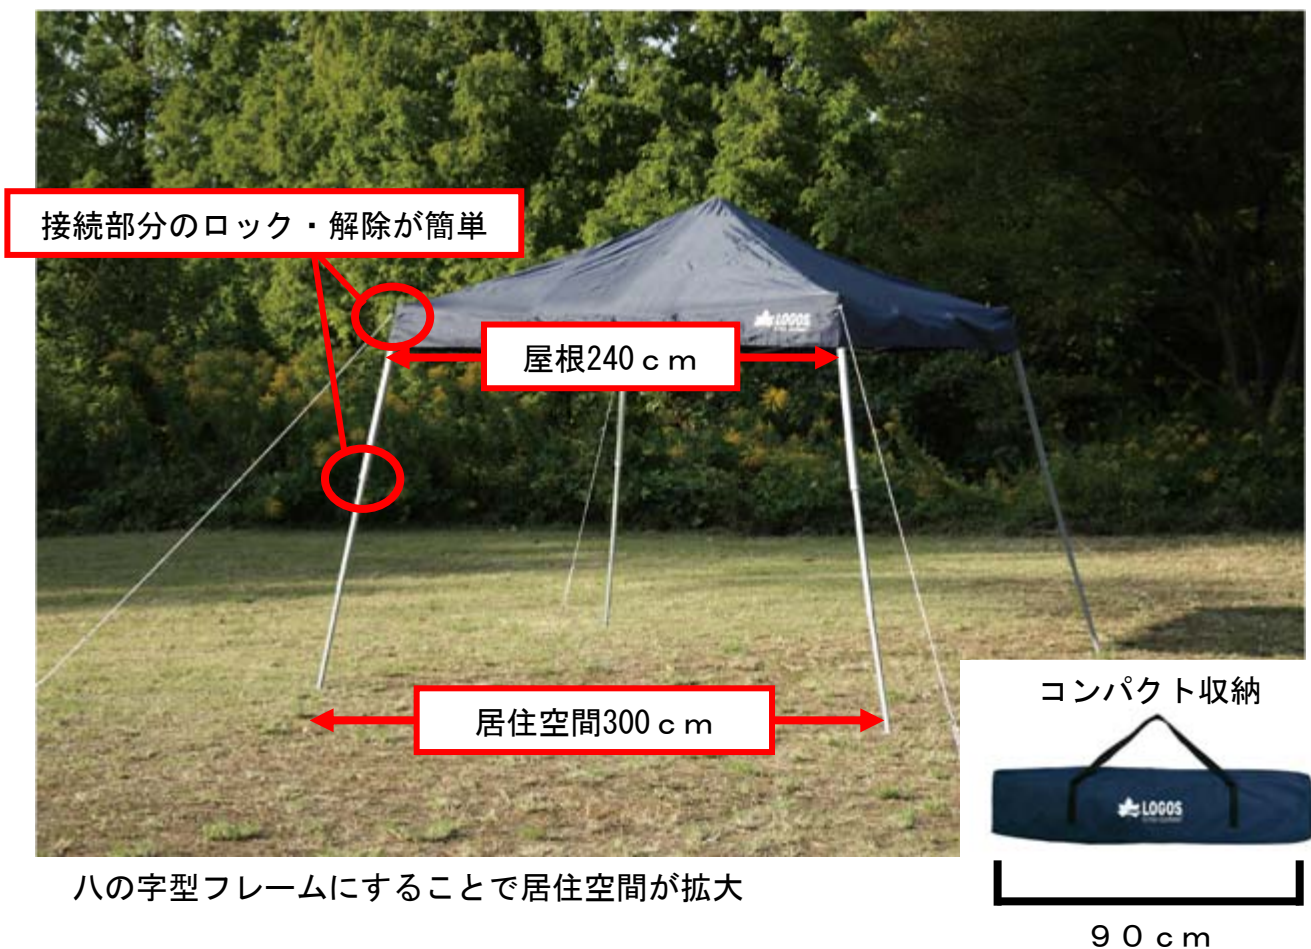 接続部分のロック・解除が簡単
LOGOS
屋根240ｃｍ
居住空間300ｃｍ
コンパクト収納
LOGOS
八の字型フレームにすることで居住空間が拡大
９０ｃｍ